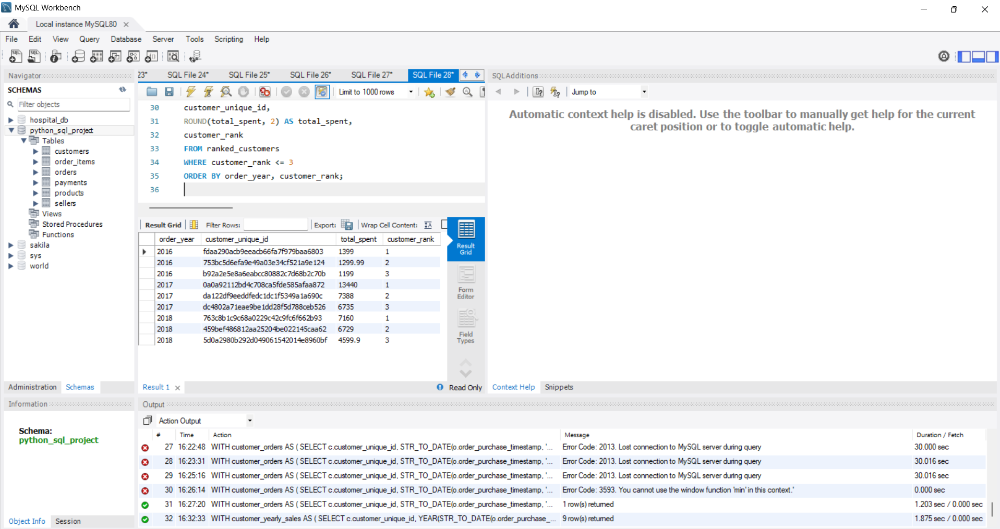 MySQL Workbench
Local instance MySQL80
File Edit View Query Database Server Tools Scripting Help
Navigator
SCHEMAS
Filter objects
hospital_db
python_sql_project
Tables
customers
order_items
orders
payments
products
sellers
Views
Stored Procedures
Functions
sakila
sys
world
Administration Schemas
Information
Schema:
python_sql_project
Object Info Session
23* SQL File 24* SQL File 25* SQL File 26* SQL File 27* SQL File 28*
Limit to 1000 rows
30 customer_unique_id,
31 ROUND(total_spent, 2) AS total_spent,
32 customer_rank
33 FROM ranked_customers
34 WHERE customer_rank <= 3
35 ORDER BY order_year, customer_rank;
36
Result Grid Filter Rows: Export: Wrap Cell Content:
order_year customer_unique_id total_spent customer_rank
2016 fdaa290acb9eeacb66fa7f979baa6803 1399 1
2016 753bc5d6efa9e49a03e34cf521a9e124 1299.99 2
2016 b92a2e5e8a6eabcc80882c7d68b2c70b 1199 3
2017 0a0a92112bd4c708ca5fde585afaa872 13440 1
2017 da122df9eeddfedc1dc1f5349a1a690c 7388 2
2017 dc4802a71eae9be1dd28f5d788ceb526 6735 3
2018 763c8b1c9c68a0229c42c9fc6f662b93 7160 1
2018 459bef486812aa25204be022145caa62 6729 2
2018 5d0a2980b292d049061542014e8960bf 4599.9 3
Result
Grid
Form
Editor
Field
Types
Result 1
Read Only
SQLAdditions
Jump to
Automatic context help is disabled. Use the toolbar to manually get help for the current
caret position or to toggle automatic help.
Context Help Snippets
Output
Action Output
# Time Action Message Duration / Fetch
27 16:22:48 WITH customer_orders AS ( SELECT c.customer_unique_id, STR_TO_DATE(o.order_purchase_timestamp, '... Error Code: 2013. Lost connection to MySQL server during query 30.000 sec
28 16:23:31 WITH customer_orders AS ( SELECT c.customer_unique_id, STR_TO_DATE(o.order_purchase_timestamp, '... Error Code: 2013. Lost connection to MySQL server during query 30.016 sec
29 16:25:16 WITH customer_orders AS ( SELECT c.customer_unique_id, STR_TO_DATE(o.order_purchase_timestamp, '... Error Code: 2013. Lost connection to MySQL server during query 30.016 sec
30 16:26:14 WITH customer_orders AS ( SELECT c.customer_unique_id, STR_TO_DATE(o.order_purchase_timestamp, '... Error Code: 3593. You cannot use the window function 'min' in this context.' 0.000 sec
31 16:27:20 WITH customer_orders AS ( SELECT c.customer_unique_id, STR_TO_DATE(o.order_purchase_timestamp, '... 1 row(s) returned 1.203 sec / 0.000 sec
32 16:32:33 WITH customer_yearly_sales AS ( SELECT c.customer_unique_id, YEAR(STR_TO_DATE(o.order_purchase_... 9 row(s) returned 1.875 sec / 0.000 sec